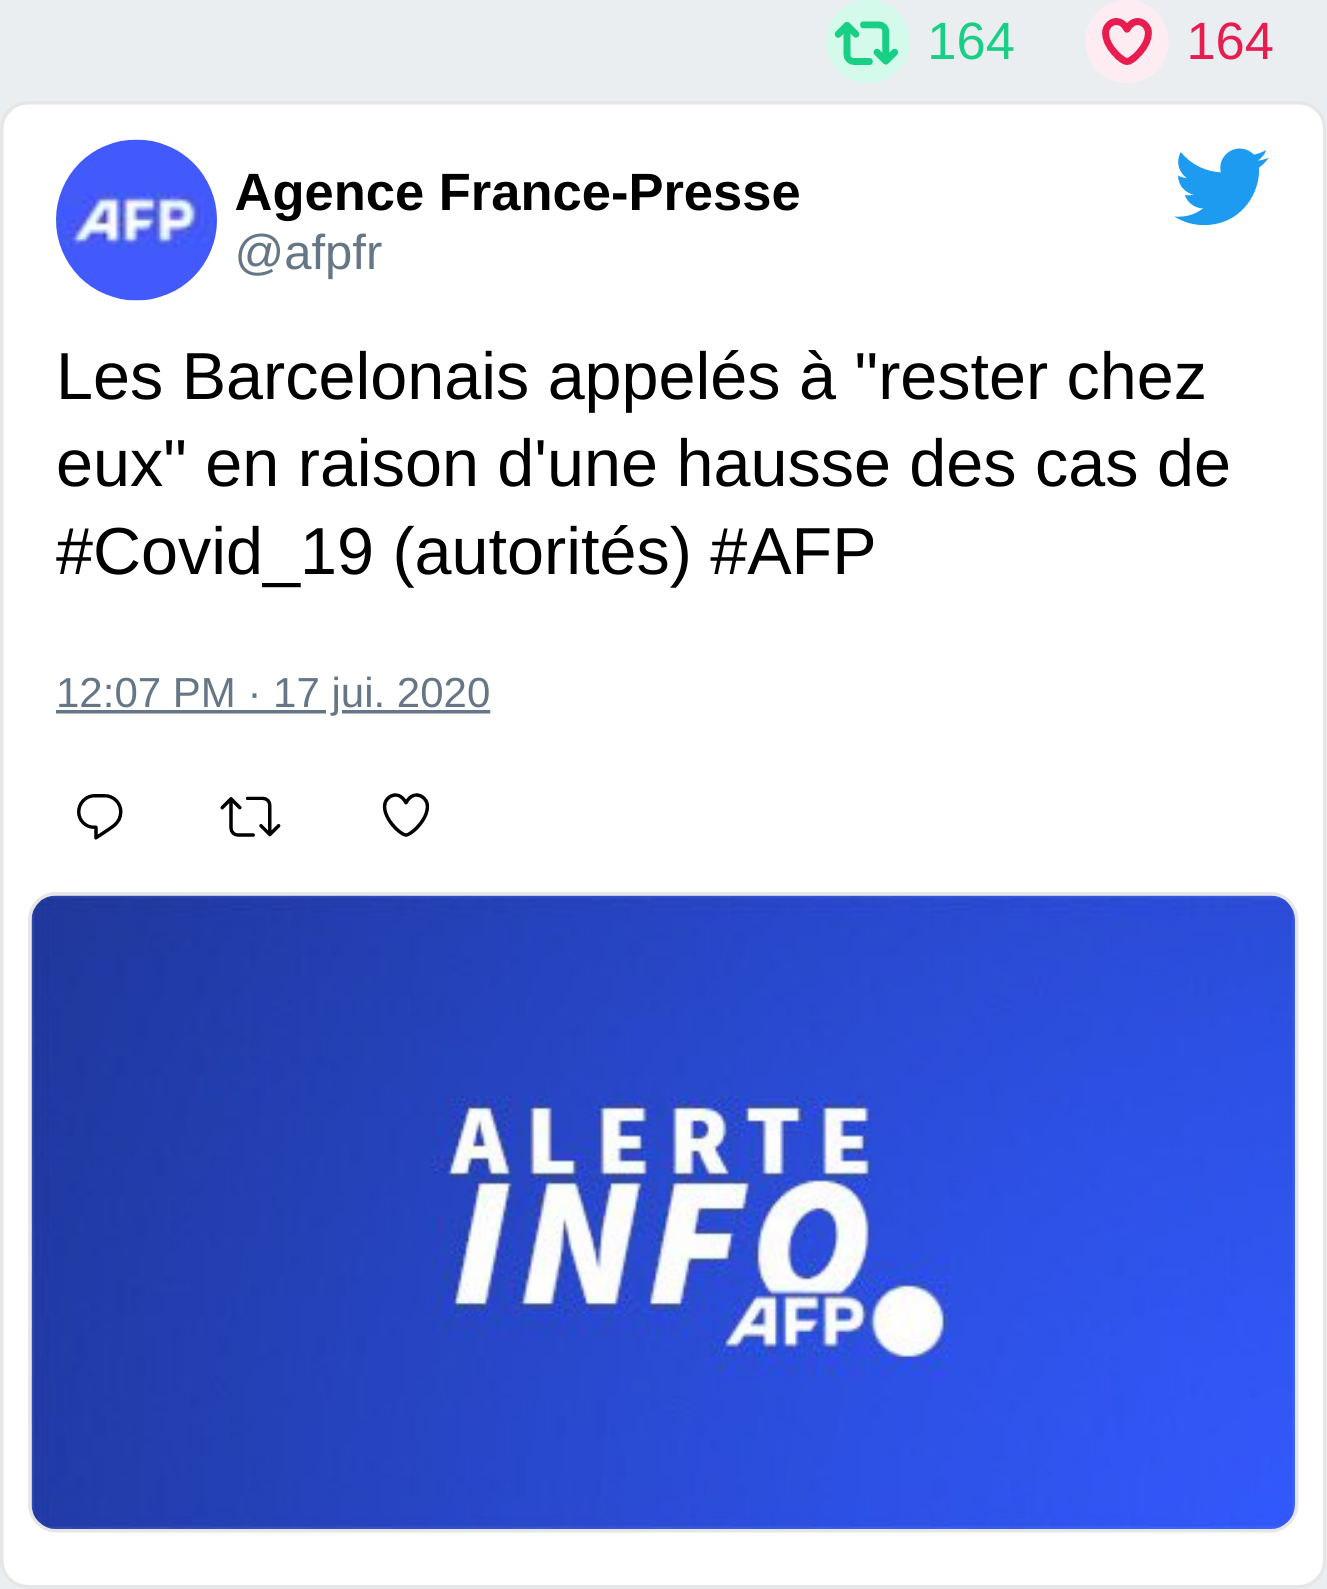 164 164
AFP
Agence France-Presse
@afpfr
Les Barcelonais appelés à "rester chez
eux" en raison d'une hausse des cas de
#Covid_19 (autorités) #AFP
12:07 PM · 17 jui. 2020
ALERTE
INFO
AFP